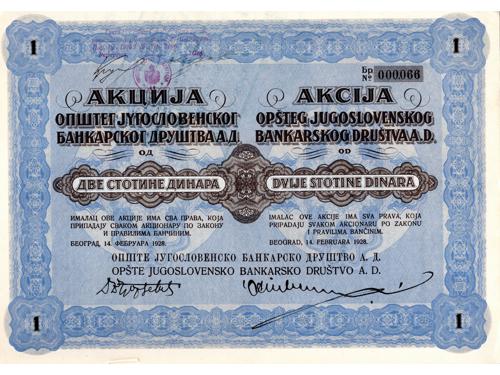 1
1
Бр.
№ 000,066
АКЦИЈА
ОПШТЕГ ЈУГОСЛОВЕНСКОГ
БАНКАРСКОГ ДРУШТВА А.Д.
ОД
ДВЕ СТОТИНЕ ДИНАРА
ИМАЛАЦ ОВЕ АКЦИЈЕ ИМА СВА ПРАВА, КОЈА
ПРИПАДАЈУ СВАКОМ АКЦИОНАРУ ПО ЗАКОНУ
И ПРАВИЛИМА БАНЧИНИМ.
БЕОГРАД, 14. ФЕБРУАРА 1928.
AKCIJA
OPŠTEG JUGOSLOVENSKOG
BANKARSKOG DRUŠTVA A.D.
OD
DVIJE STOTINE DINARA
IMALAC OVE AKCIJE IMA SVA PRAVA, KOJA
PRIPADAJU SVAKOM AKCIONARU PO ZAKONU
I PRAVILIMA BANČINIM.
BEOGRAD, 14. FEBRUARA 1928.
ОПШТЕ ЈУГОСЛОВЕНСКО БАНКАРСКО ДРУШТВО А. Д.
OPŠTE JUGOSLOVENSKO BANKARSKO DRUŠTVO A. D.
1
1